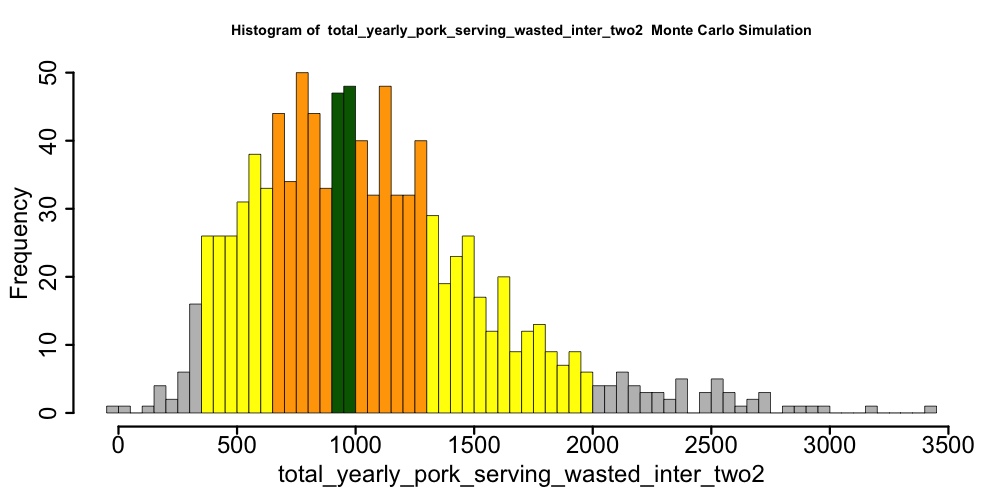 Histogram of  total_yearly_pork_serving_wasted_inter_two2  Monte Carlo Simulation
Frequency
50
40
30
20
10
0
0 500 1000 1500 2000 2500 3000 3500
total_yearly_pork_serving_wasted_inter_two2